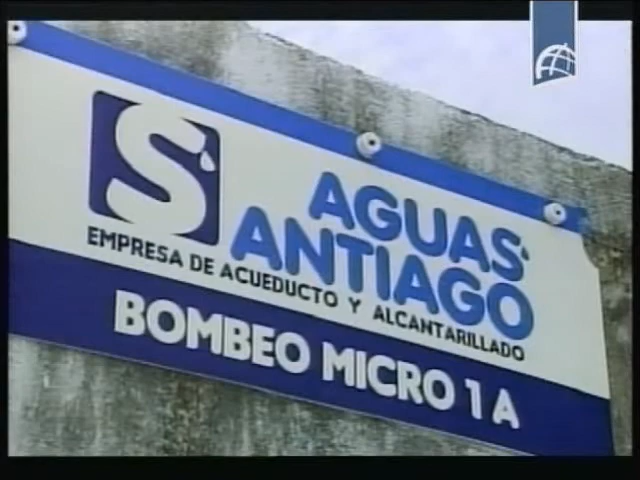 S
AGUAS
SANTIAGO
EMPRESA DE ACUEDUCTO Y ALCANTARILLADO
BOMBEO MICRO 1 A